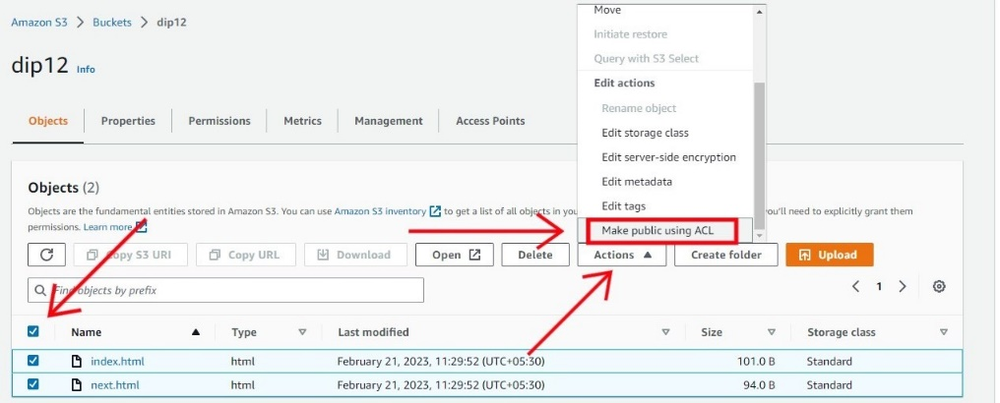 Amazon S3 > Buckets > dip12
dip12 Info
Objects
Properties
Permissions
Metrics
Management
Access Points
Move
Initiate restore
Query with S3 Select
Edit actions
Rename object
Edit storage class
Edit server-side encryption
Edit metadata
Edit tags
Make public using ACL
Objects (2)
Objects are the fundamental entities stored in Amazon S3. You can use Amazon S3 inventory to get a list of all objects in you you'll need to explicitly grant them
permissions. Learn more
Copy S3 URI
Copy URL
Download
Open
Delete
Actions
Create folder
Upload
Find objects by prefix
1
Name Type Last modified Size Storage class
index.html html February 21, 2023, 11:29:52 (UTC+05:30) 101.0 B Standard
next.html html February 21, 2023, 11:29:52 (UTC+05:30) 94.0 B Standard